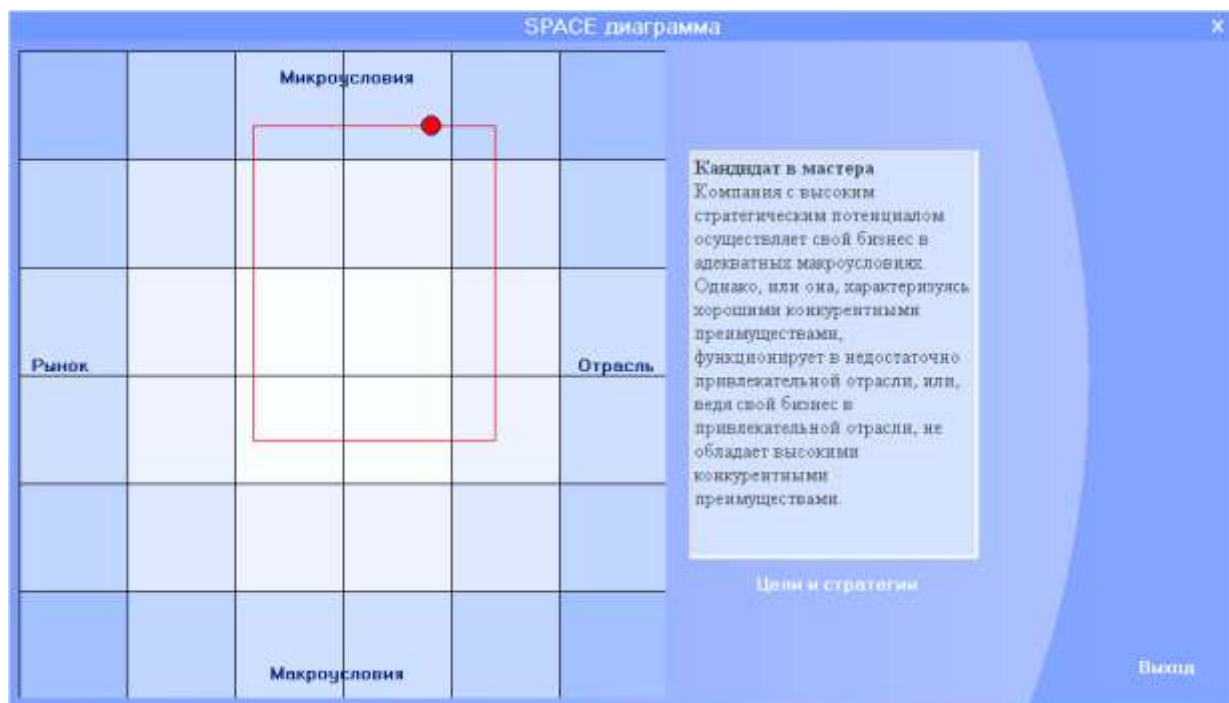 SPACE диаграмма
X
Микроусловия
Рынок
Отрасль
Макроусловия
Кандидат в мастера
Компания с высоким
стратегическим потенциалом
осуществляет свой бизнес в
адекватных макроусловиях.
Однако, или она, характеризуясь
хорошими конкурентными
преимуществами,
функционирует в недостаточно
привлекательной отрасли, или,
ведя свой бизнес в
привлекательной отрасли, не
обладает высокими
конкурентными
преимуществами.
Цели и стратегии
Выход